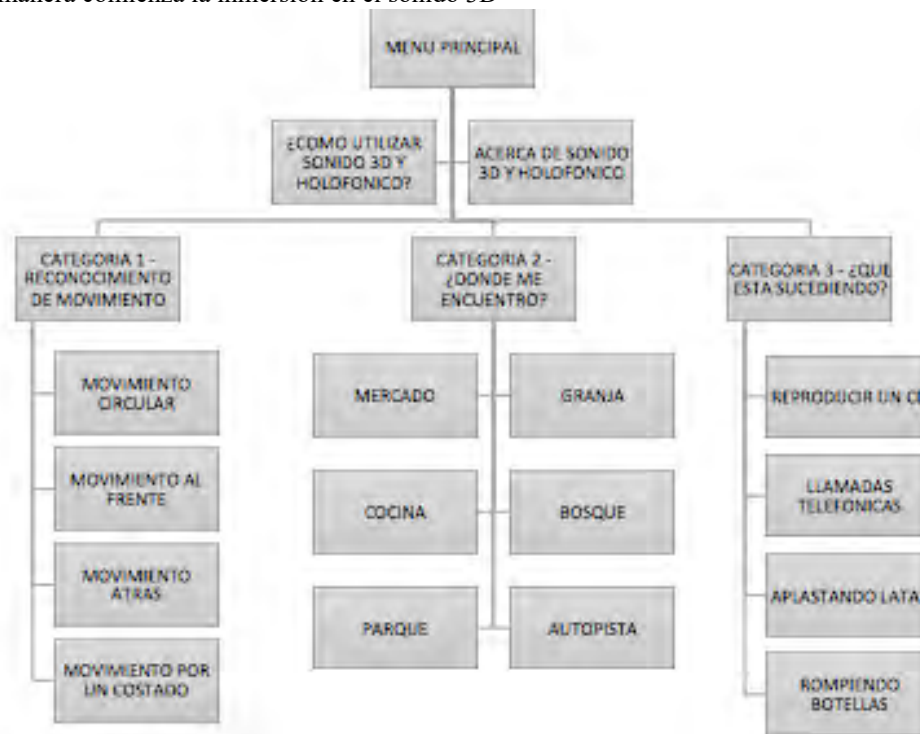 manera comienza la inmersión en el sonido 3D
MENU PRINCIPAL
¿COMO UTILIZAR
SONIDO 3D Y
HOLOFONICO?
ACERCA DE SONIDO
3D Y HOLOFONICO
CATEGORIA 1 -
RECONOCIMIENTO
DE MOVIMIENTO
MOVIMIENTO
CIRCULAR
MOVIMIENTO AL
FRENTE
MOVIMIENTO
ATRAS
MOVIMIENTO POR
UN COSTADO
CATEGORIA 2 -
¿DONDE ME
ENCUENTRO?
MERCADO
GRANJA
COCINA
BOSQUE
PARQUE
AUTOPISTA
CATEGORIA 3 - ¿QUE
ESTA SUCEDIENDO?
REPRODUCIR UN
LLAMADAS
TELEFONICAS
APLASTANDO LATA
ROMPIENDO
BOTELLAS